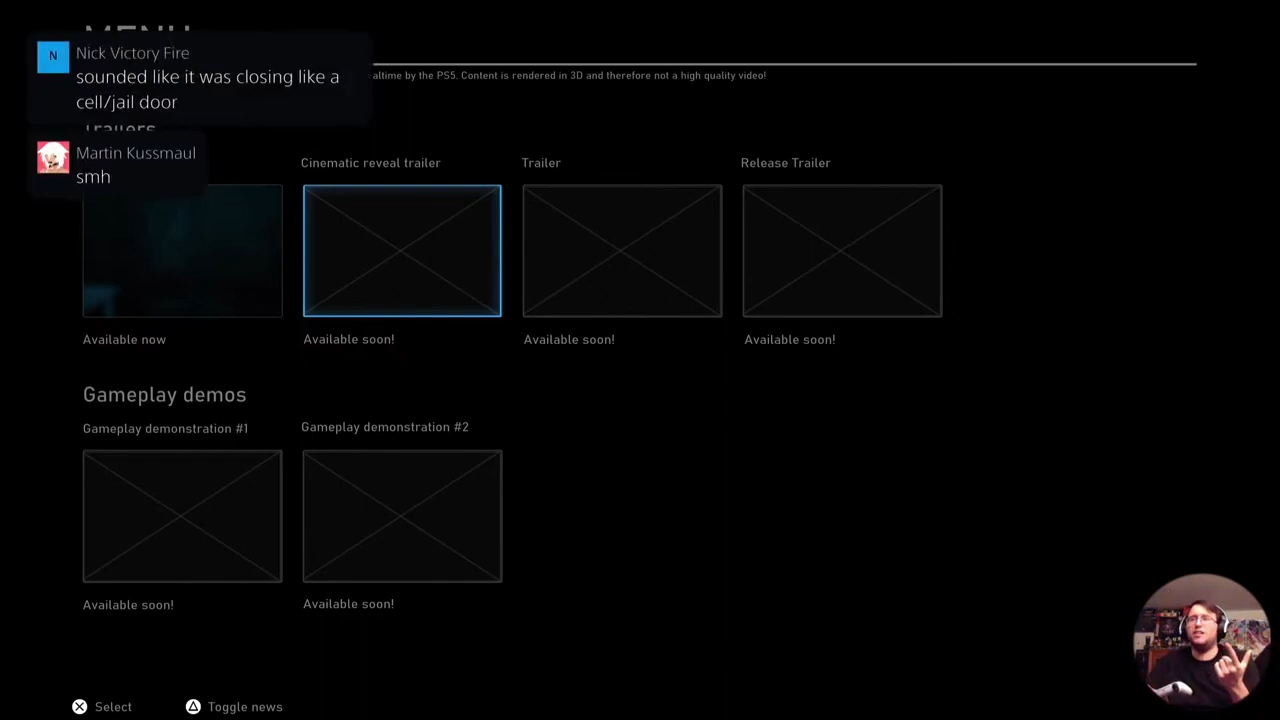 MENU
N
Nick Victory Fire
sounded like it was closing like a
cell/jail door
altime by the PS5. Content is rendered in 3D and therefore not a high quality video!
Trailers
Martin Kussmaul
smh
Cinematic reveal trailer
Trailer
Release Trailer
Available now
Available soon!
Available soon!
Available soon!
Gameplay demos
Gameplay demonstration #1
Gameplay demonstration #2
Available soon!
Available soon!
Select
Toggle news